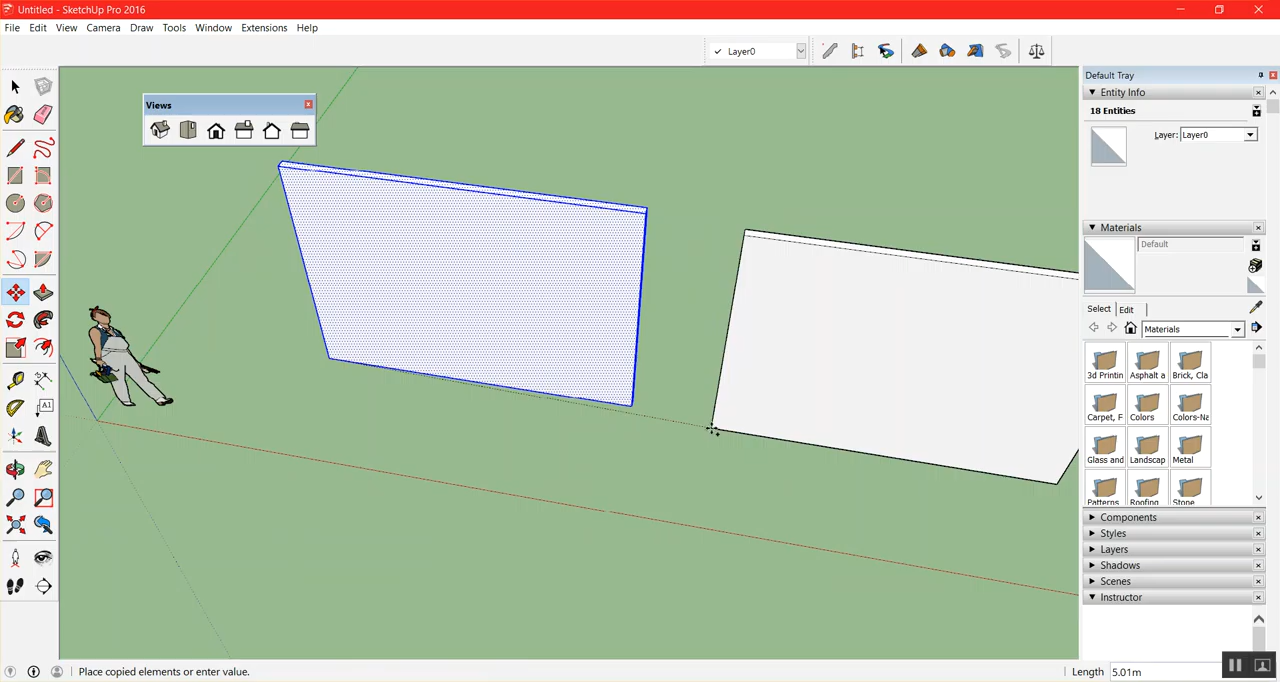 Untitled - SketchUp Pro 2016
File Edit View Camera Draw Tools Window Extensions Help
Layer0
Default Tray
Views
Entity Info
18 Entities
Layer: Layer0
Materials
Default
Select Edit
Materials
3d Printin Asphalt a Brick, Cla
Carpet, F Colors Colors-Na
Glass and Landscap Metal
Patterns Roofing Stone
Components
Styles
Layers
Shadows
Scenes
Instructor
A1
Place copied elements or enter value.
Length 5.01m